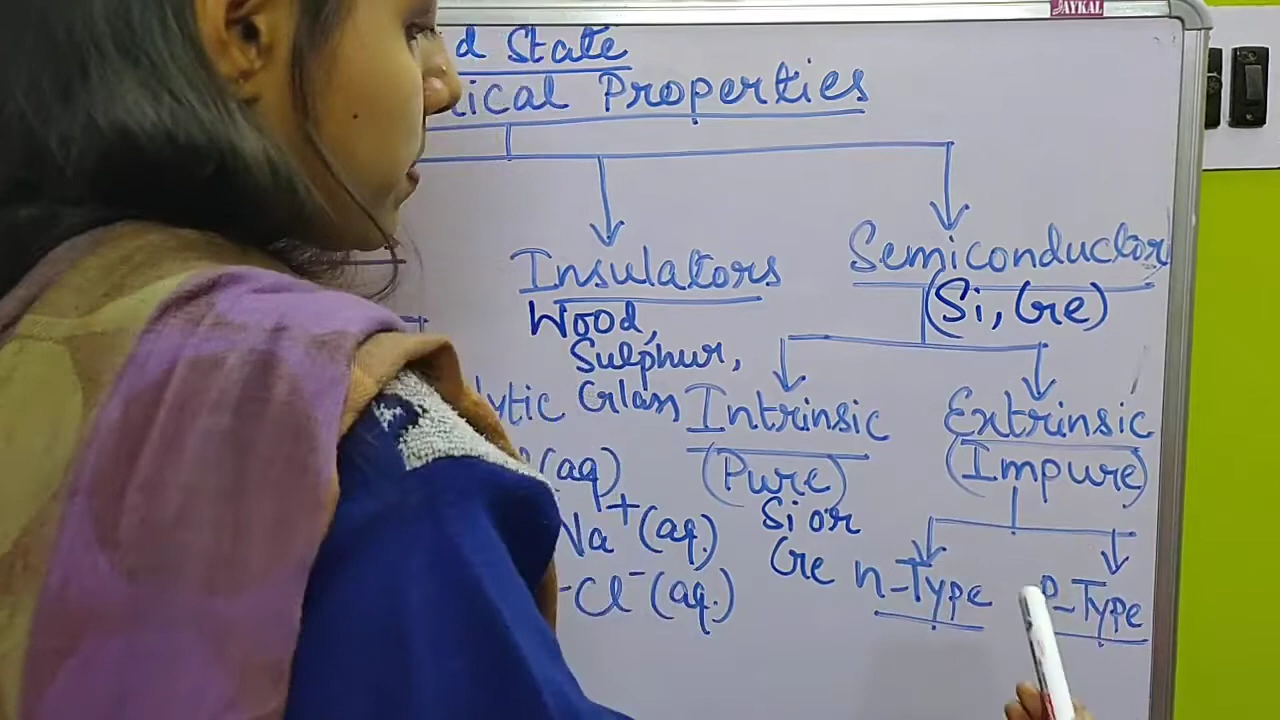 JAYKAL
d State
ical Properties
Insulators
Semiconductor
Wood,
(Si, Ge)
Sulphur,
lytic Glass
Intrinsic
Extrinsic
(aq)
(Pure)
(Impure)
Na+ (aq.)
Si or
Ge
n-Type
P-Type
Cl- (aq.)